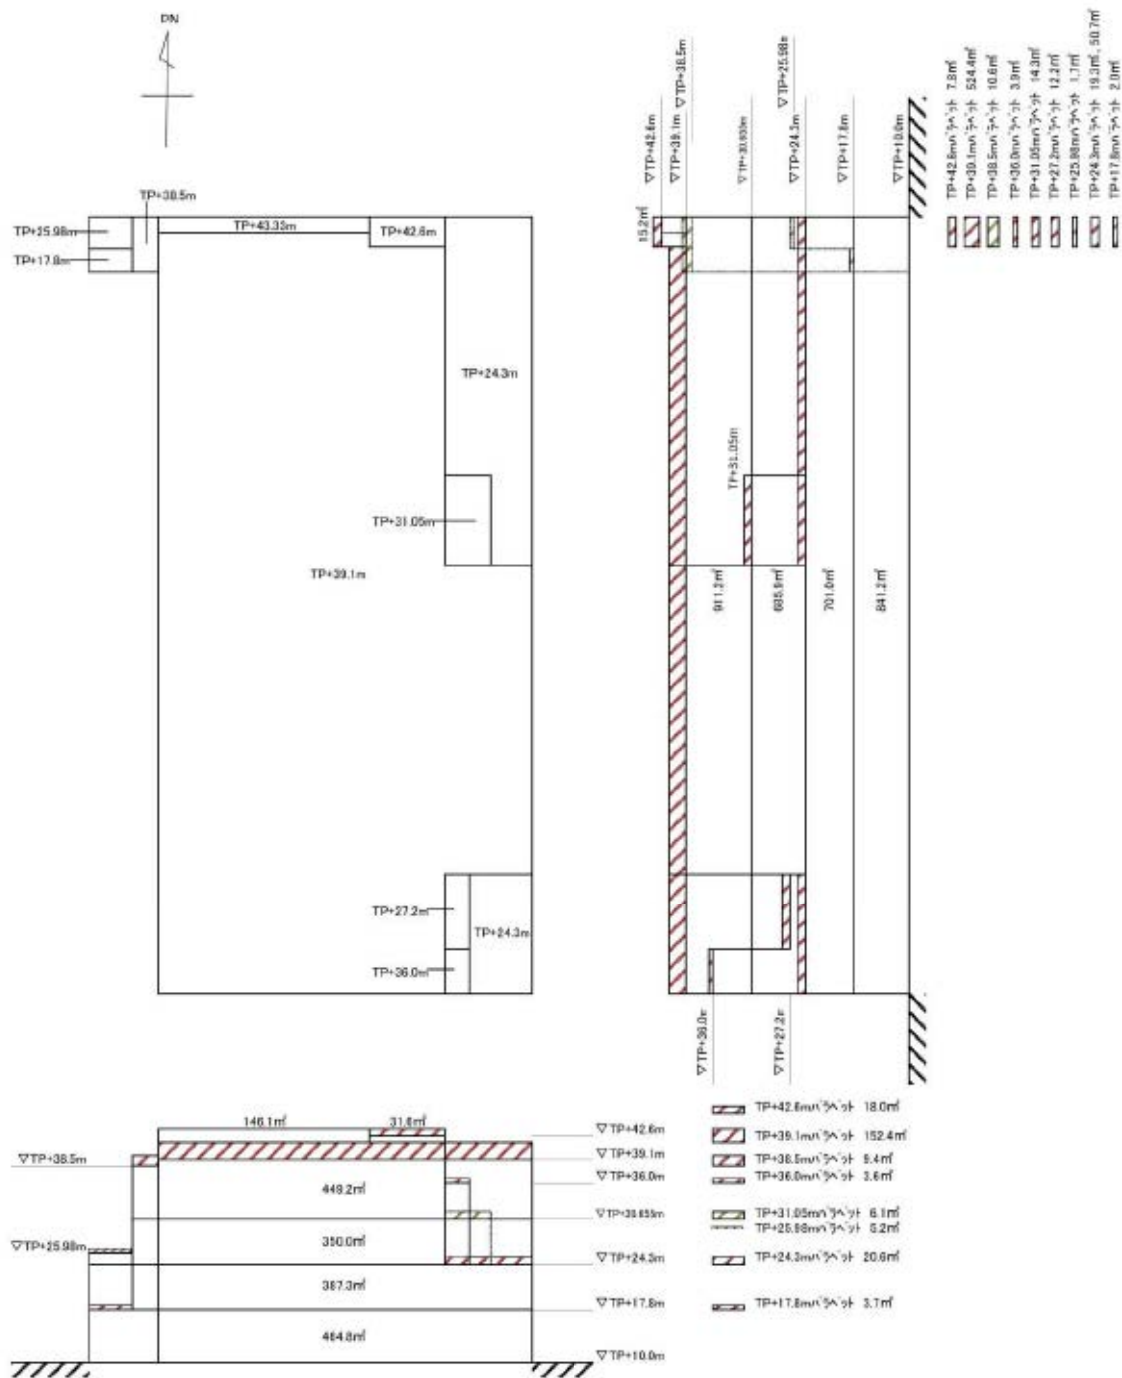 PN
TP+38.5m
TP+25.98m
TP+43.33m
TP+42.6m
TP+17.8m
TP+24.3m
TP+31.05m
TP+39.1m
TP+27.2m
TP+24.3m
TP+36.0m
▽TP+42.6m
▽TP+39.1m
▽TP+38.5m
▽TP+24.3m
▽TP+25.98m
▽TP+17.8m
▽TP+10.0m
15.2㎡
TP+31.05m
911.2㎡
685.9㎡
701.0㎡
841.2㎡
▽TP+36.0m
▽TP+27.2m
TP+42.6mパラペット 7.8㎡
TP+39.1mパラペット 524.4㎡
TP+38.5mパラペット 10.6㎡
TP+36.0mパラペット 3.9㎡
TP+31.05mパラペット 14.3㎡
TP+27.2mパラペット 12.2㎡
TP+25.98mパラペット 1.7㎡
TP+24.3mパラペット 19.3㎡、50.7㎡
TP+17.8mパラペット 2.0㎡
146.1㎡
31.6㎡
▽TP+42.6m
▽TP+38.5m
▽TP+39.1m
▽TP+36.0m
449.2㎡
▽TP+25.98m
350.0㎡
▽TP+24.3m
387.3㎡
▽TP+17.8m
464.8㎡
▽TP+10.0m
TP+42.6mパラペット 18.0㎡
TP+39.1mパラペット 152.4㎡
TP+38.5mパラペット 9.4㎡
TP+36.0mパラペット 3.6㎡
TP+31.05mパラペット 6.1㎡
TP+25.98mパラペット 5.2㎡
TP+24.3mパラペット 20.6㎡
TP+17.8mパラペット 3.7㎡